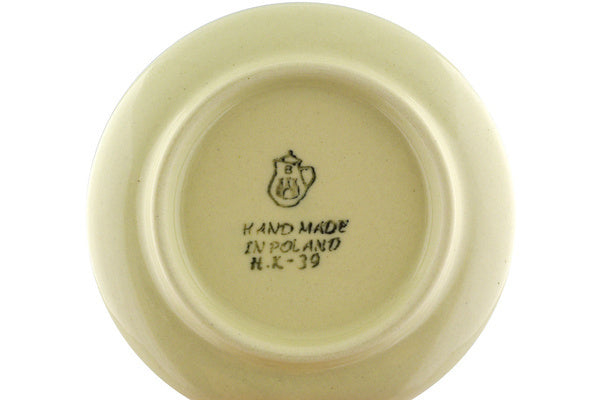 B
HAND MADE
IN POLAND
H.K-39